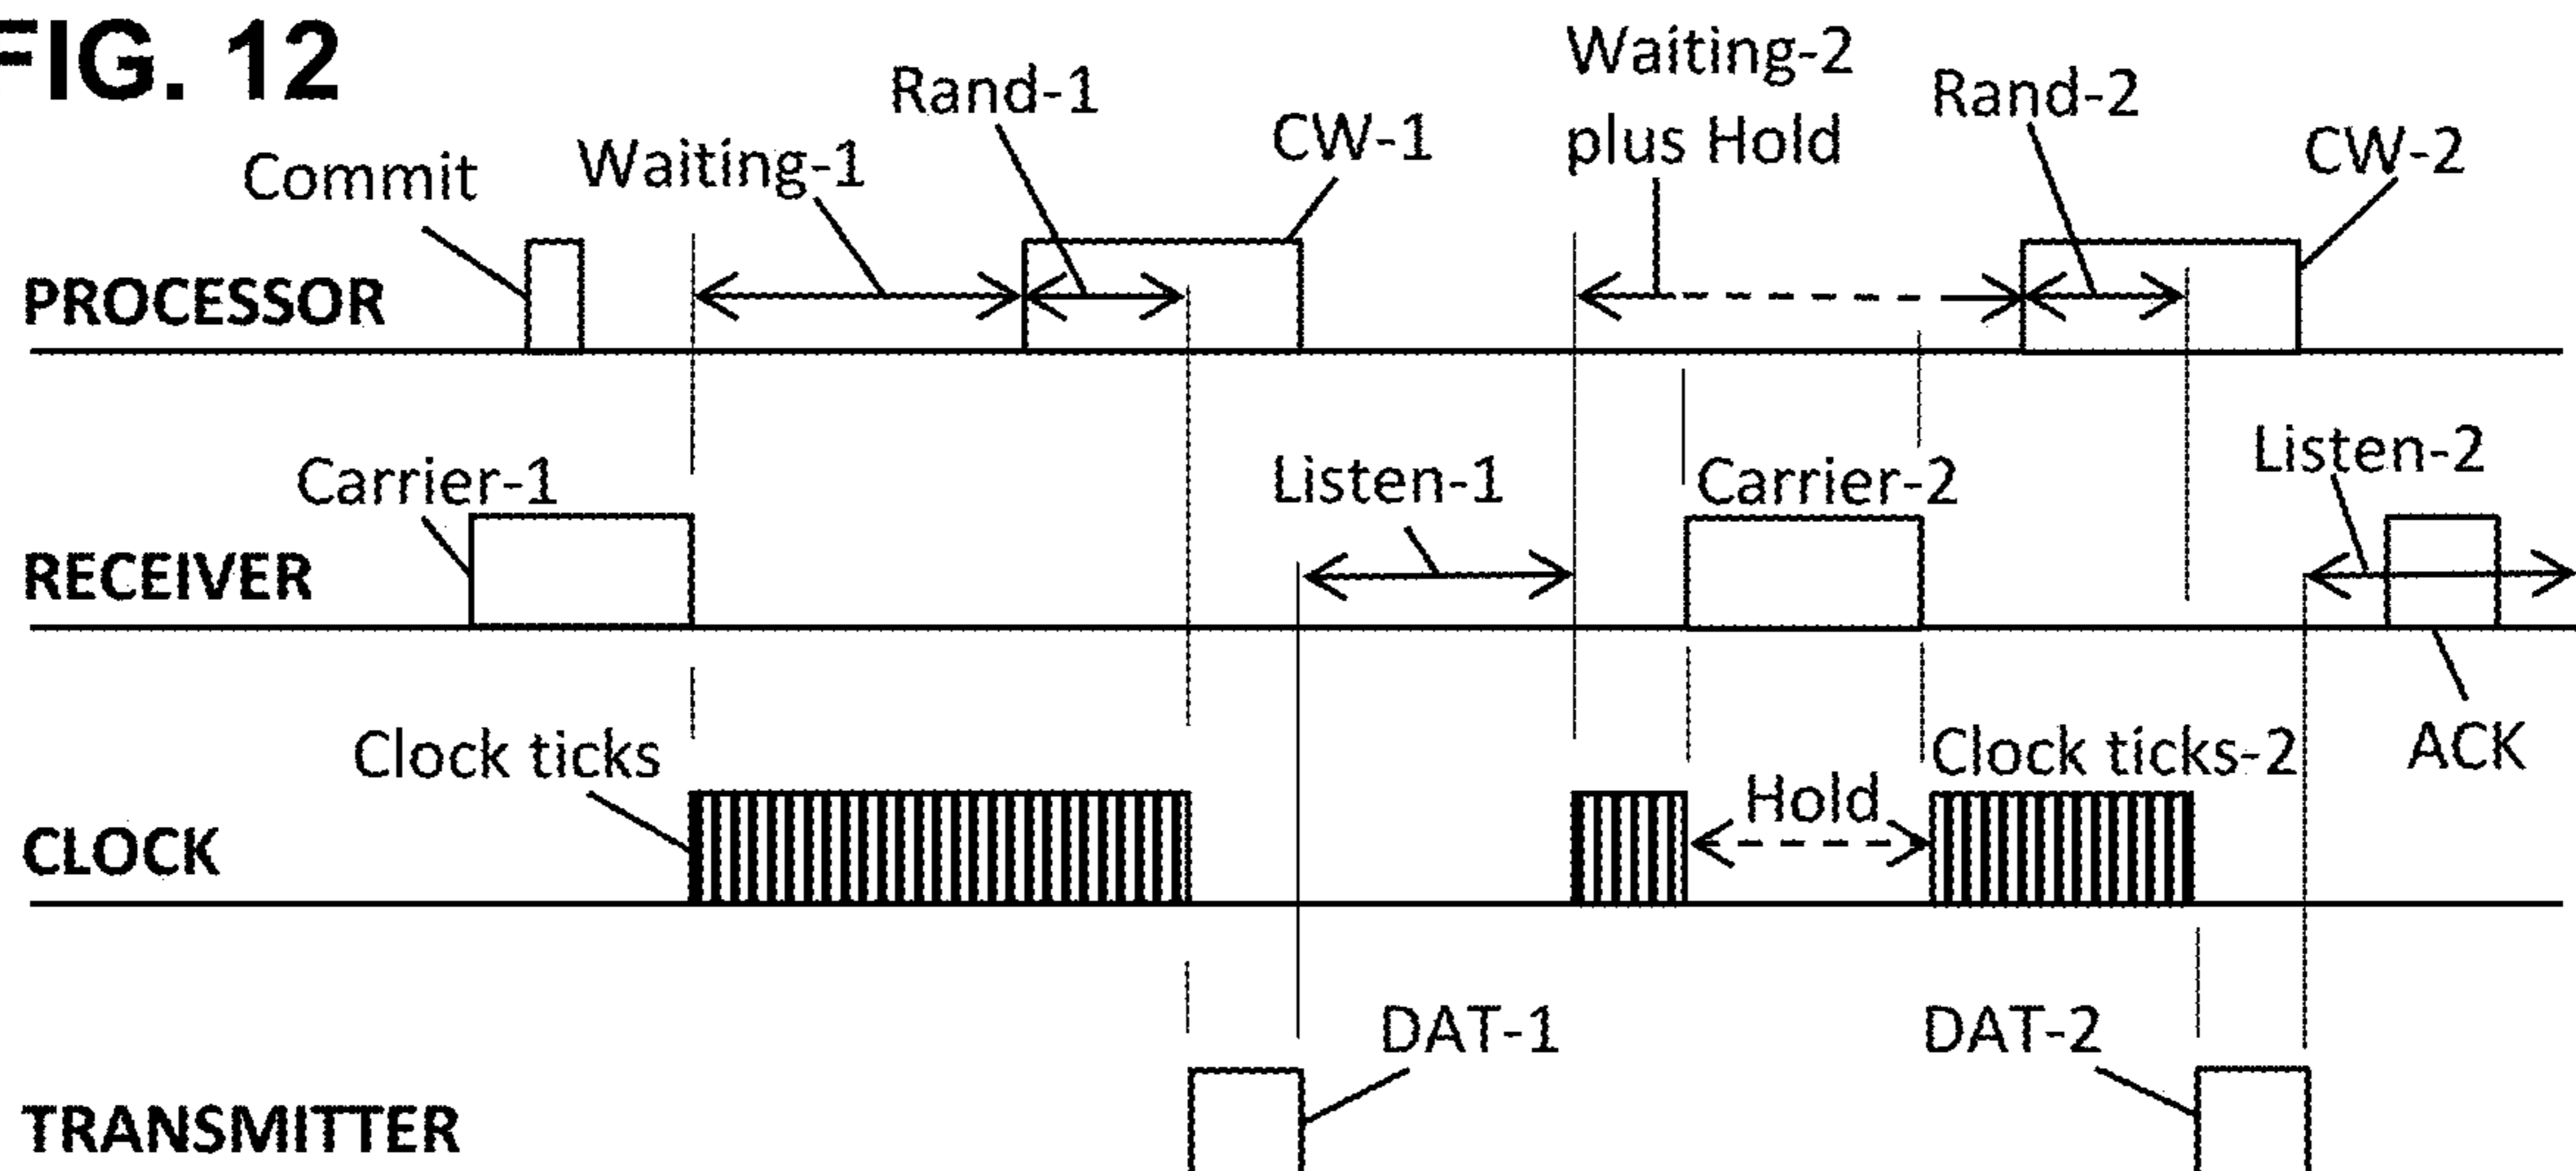 FIG. 12
Commit
Waiting-1
Rand-1
CW-1
Waiting-2
plus Hold
Rand-2
CW-2
PROCESSOR
Carrier-1
Listen-1
Carrier-2
Listen-2
RECEIVER
ACK
Clock ticks
Hold
Clock ticks-2
CLOCK
DAT-1
DAT-2
TRANSMITTER